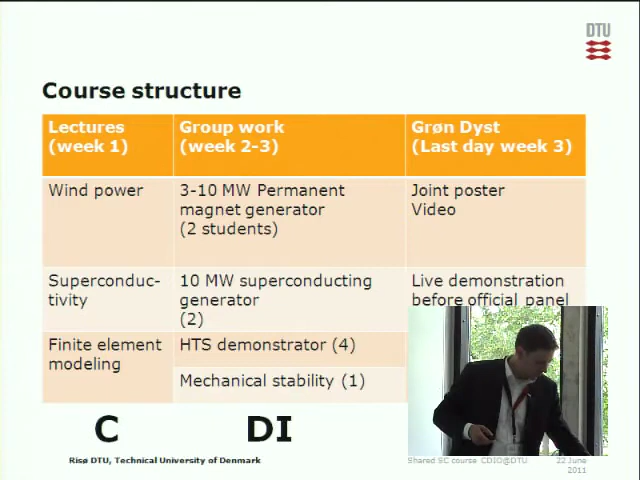 DTU
Course structure
Lectures
(week 1)
Group work
(week 2-3)
Grøn Dyst
(Last day week 3)
Wind power
3-10 MW Permanent
magnet generator
(2 students)
Joint poster
Video
Superconduc-
tivity
10 MW superconducting
generator
(2)
Live demonstration
before official panel
Finite element
modeling
HTS demonstrator (4)
Mechanical stability (1)
C
DI
Risø DTU, Technical University of Denmark
Shared SC course CDIO@DTU
22 June
2011